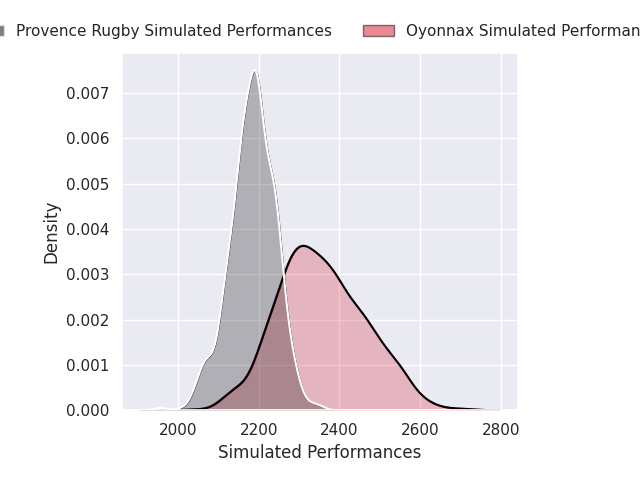 Provence Rugby Simulated Performances
Oyonnax Simulated Performan
0.007
0.006
0.005
0.004
0.003
0.002
0.001
0.000
Density
2000 2200 2400 2600 2800
Simulated Performances